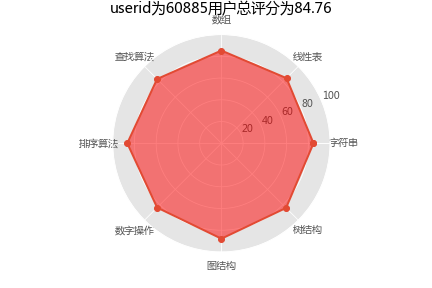 userid为60885用户总评分为84.76
数组
查找算法
线性表
100
80
60
40
20
排序算法
字符串
数字操作
树结构
图结构